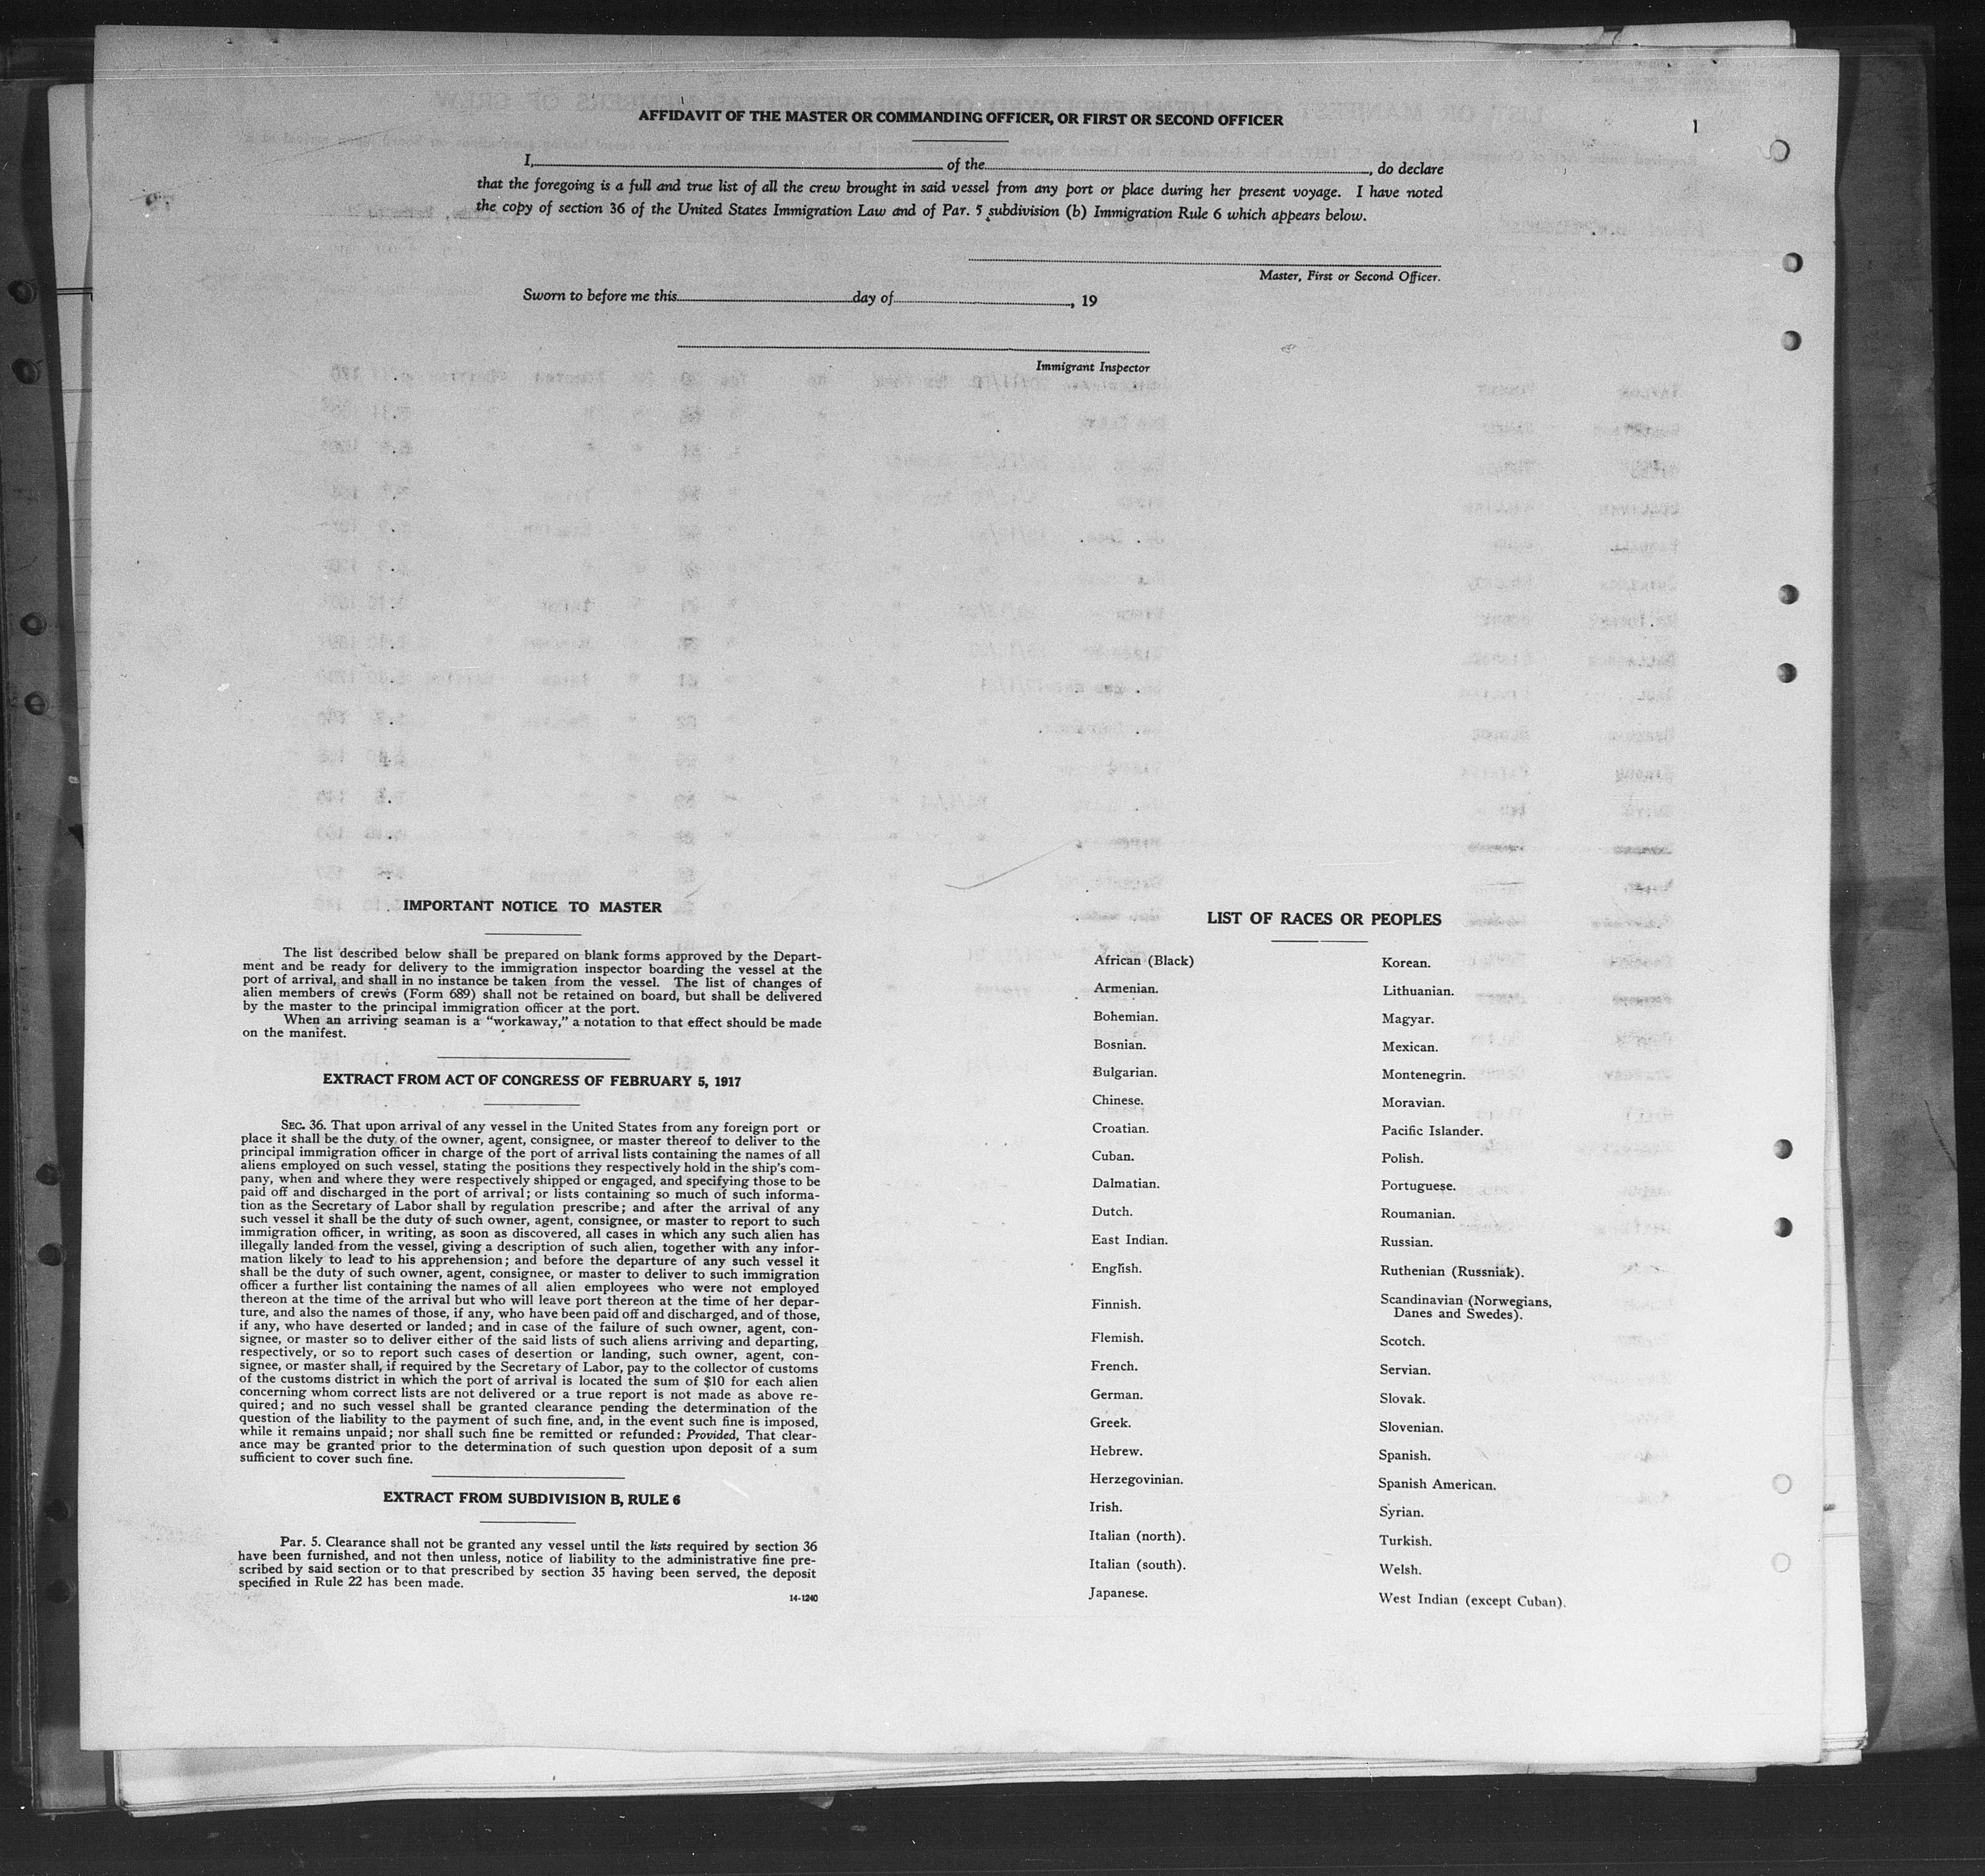 AFFIDAVIT OF THE MASTER OR COMMANDING OFFICER, OR FIRST OR SECOND OFFICER
1
I, of the , do declare
that the foregoing is a full and true list of all the crew brought in said vessel from any port or place during her present voyage. I have noted
the copy of section 36 of the United States Immigration Law and of Par. 5 subdivision (b) Immigration Rule 6 which appears below.
Master, First or Second Officer.
Sworn to before me this day of , 19
Immigrant Inspector
IMPORTANT NOTICE TO MASTER
The list described below shall be prepared on blank forms approved by the Depart-
ment and be ready for delivery to the immigration inspector boarding the vessel at the
port of arrival, and shall in no instance be taken from the vessel. The list of changes of
alien members of crews (Form 689) shall not be retained on board, but shall be delivered
by the master to the principal immigration officer at the port.
When an arriving seaman is a "workaway," a notation to that effect should be made
on the manifest.
EXTRACT FROM ACT OF CONGRESS OF FEBRUARY 5, 1917
SEC. 36. That upon arrival of any vessel in the United States from any foreign port or
place it shall be the duty of the owner, agent, consignee, or master thereof to deliver to the
principal immigration officer in charge of the port of arrival lists containing the names of all
aliens employed on such vessel, stating the positions they respectively hold in the ship's com-
pany, when and where they were respectively shipped or engaged, and specifying those to be
paid off and discharged in the port of arrival; or lists containing so much of such informa-
tion as the Secretary of Labor shall by regulation prescribe; and after the arrival of any
such vessel it shall be the duty of such owner, agent, consignee, or master to report to such
immigration officer, in writing, as soon as discovered, all cases in which any such alien has
illegally landed from the vessel, giving a description of such alien, together with any infor-
mation likely to lead to his apprehension; and before the departure of any such vessel it
shall be the duty of such owner, agent, consignee, or master to deliver to such immigration
officer a further list containing the names of all alien employees who were not employed
thereon at the time of the arrival but who will leave port thereon at the time of her depar-
ture, and also the names of those, if any, who have been paid off and discharged, and of those,
if any, who have deserted or landed; and in case of the failure of such owner, agent, con-
signee, or master so to deliver either of the said lists of such aliens arriving and departing,
respectively, or so to report such cases of desertion or landing, such owner, agent, con-
signee, or master shall, if required by the Secretary of Labor, pay to the collector of customs
of the customs district in which the port of arrival is located the sum of $10 for each alien
concerning whom correct lists are not delivered or a true report is not made as above re-
quired; and no such vessel shall be granted clearance pending the determination of the
question of the liability to the payment of such fine, and, in the event such fine is imposed,
while it remains unpaid; nor shall such fine be remitted or refunded: Provided, That clear-
ance may be granted prior to the determination of such question upon deposit of a sum
sufficient to cover such fine.
EXTRACT FROM SUBDIVISION B, RULE 6
Par. 5. Clearance shall not be granted any vessel until the lists required by section 36
have been furnished, and not then unless, notice of liability to the administrative fine pre-
scribed by said section or to that prescribed by section 35 having been served, the deposit
specified in Rule 22 has been made.
14-1240
LIST OF RACES OR PEOPLES
African (Black)
Armenian.
Bohemian.
Bosnian.
Bulgarian.
Chinese.
Croatian.
Cuban.
Dalmatian.
Dutch.
East Indian.
English.
Finnish.
Flemish.
French.
German.
Greek.
Hebrew.
Herzegovinian.
Irish.
Italian (north).
Italian (south).
Japanese.
Korean.
Lithuanian.
Magyar.
Mexican.
Montenegrin.
Moravian.
Pacific Islander.
Polish.
Portuguese.
Roumanian.
Russian.
Ruthenian (Russniak).
Scandinavian (Norwegians,
Danes and Swedes).
Scotch.
Servian.
Slovak.
Slovenian.
Spanish.
Spanish American.
Syrian.
Turkish.
Welsh.
West Indian (except Cuban).